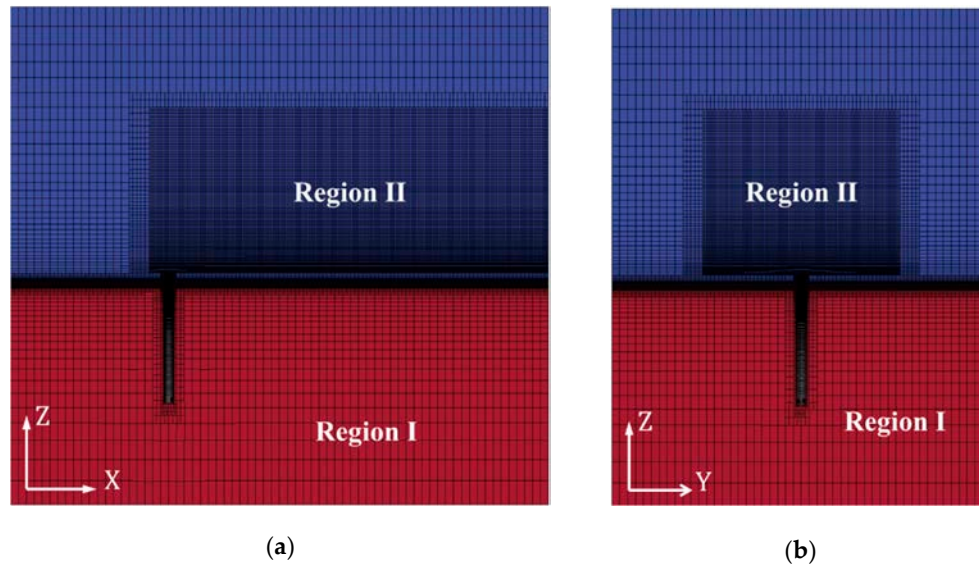 Region II
Region I
Z
X
(a)
Region II
Region I
Z
Y
(b)